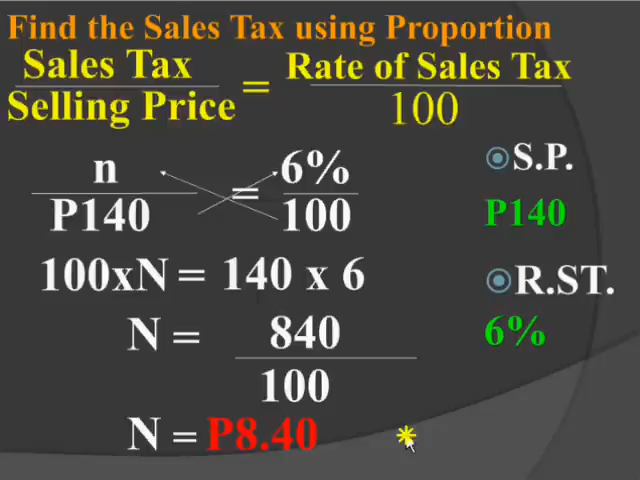 Find the Sales Tax using Proportion
Sales Tax = Rate of Sales Tax
Selling Price 100
n = 6%
P140 100
100xN = 140 x 6
N = 840
100
N = P8.40
S.P.
P140
R.ST.
6%